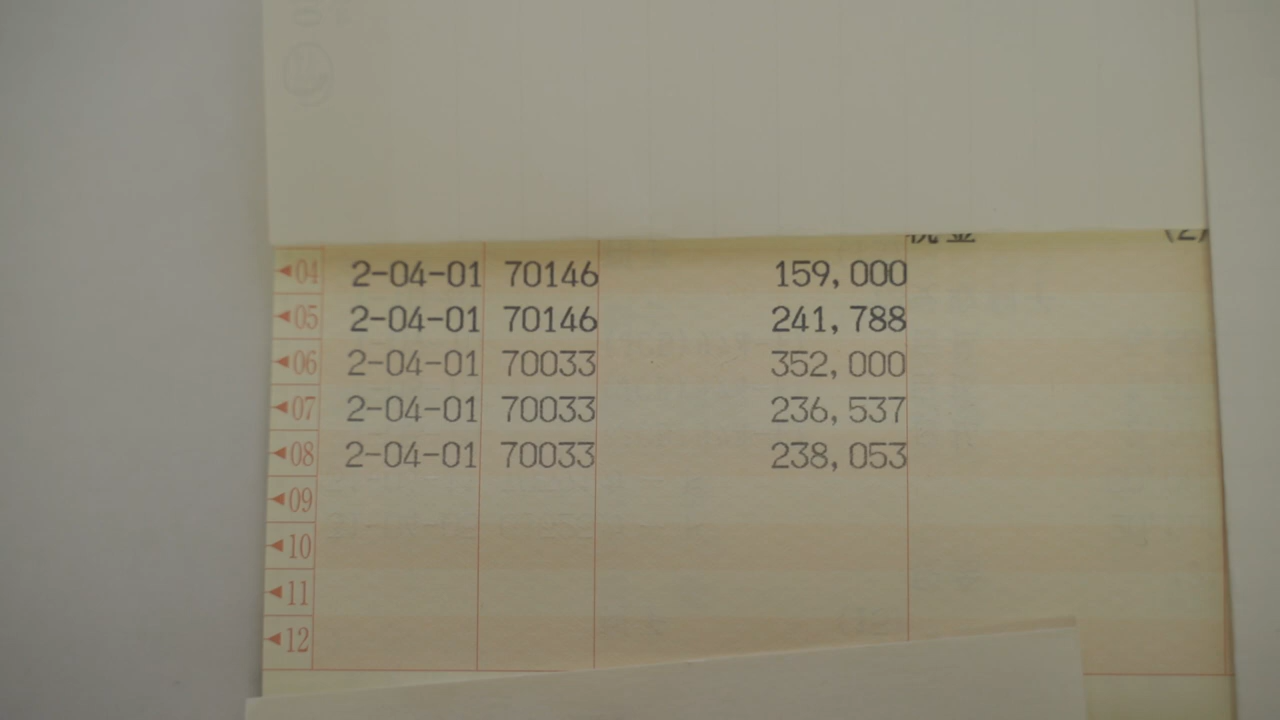 (2)
◀04 2-04-01 70146 159,000
◀05 2-04-01 70146 241,788
◀06 2-04-01 70033 352,000
◀07 2-04-01 70033 236,537
◀08 2-04-01 70033 238,053
◀09
◀10
◀11
◀12